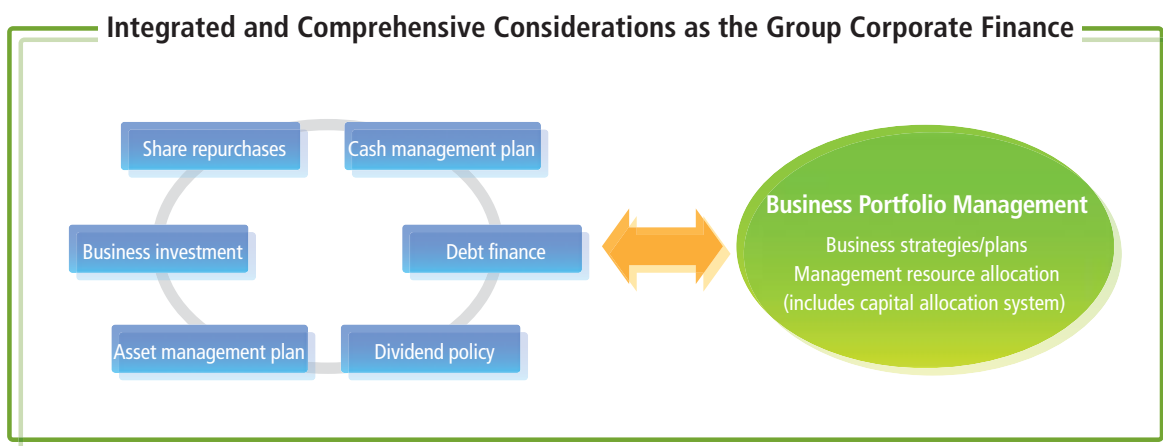 Integrated and Comprehensive Considerations as the Group Corporate Finance
Share repurchases
Cash management plan
Business investment
Debt finance
Asset management plan
Dividend policy
Business Portfolio Management
Business strategies/plans
Management resource allocation
(includes capital allocation system)